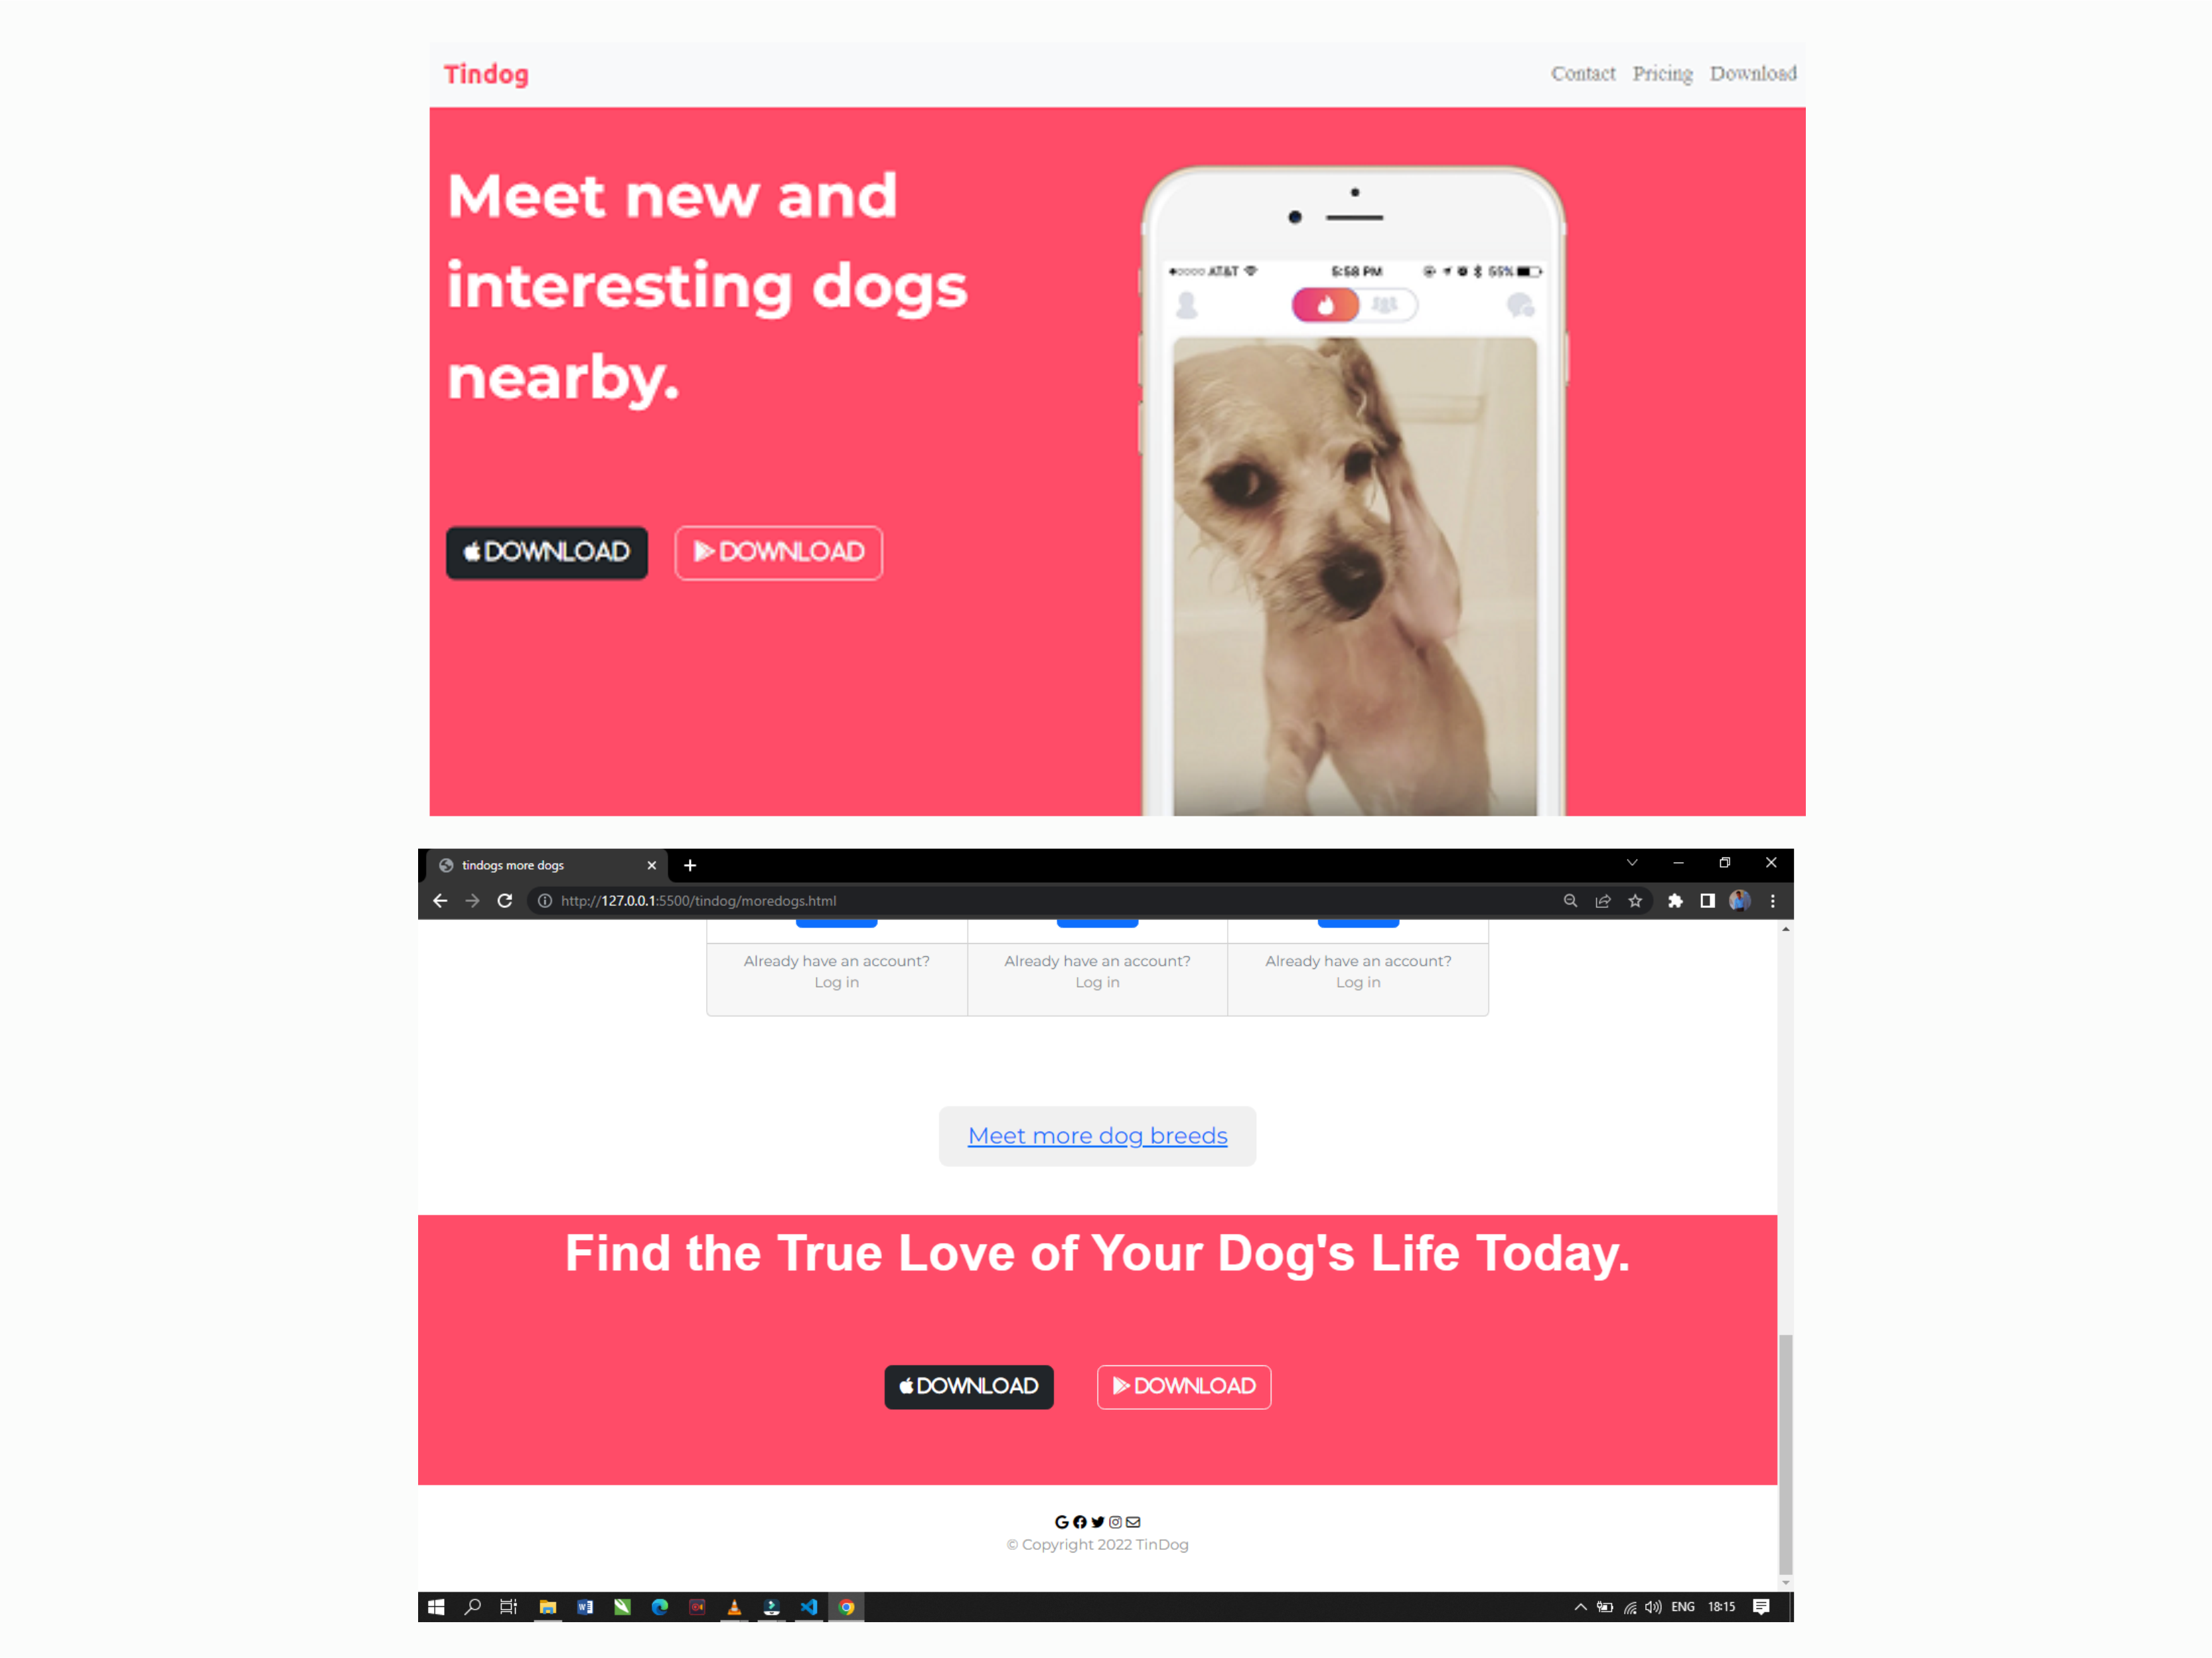 Tindog
Contact Pricing Download
Meet new and
interesting dogs
nearby.
DOWNLOAD DOWNLOAD
AT&T 5:58 PM 55%
tindogs more dogs
http://127.0.0.1:5500/tindog/moredogs.html
Already have an account? Already have an account? Already have an account?
Log in Log in Log in
Meet more dog breeds
Find the True Love of Your Dog's Life Today.
DOWNLOAD DOWNLOAD
© Copyright 2022 TinDog
ENG 18:15